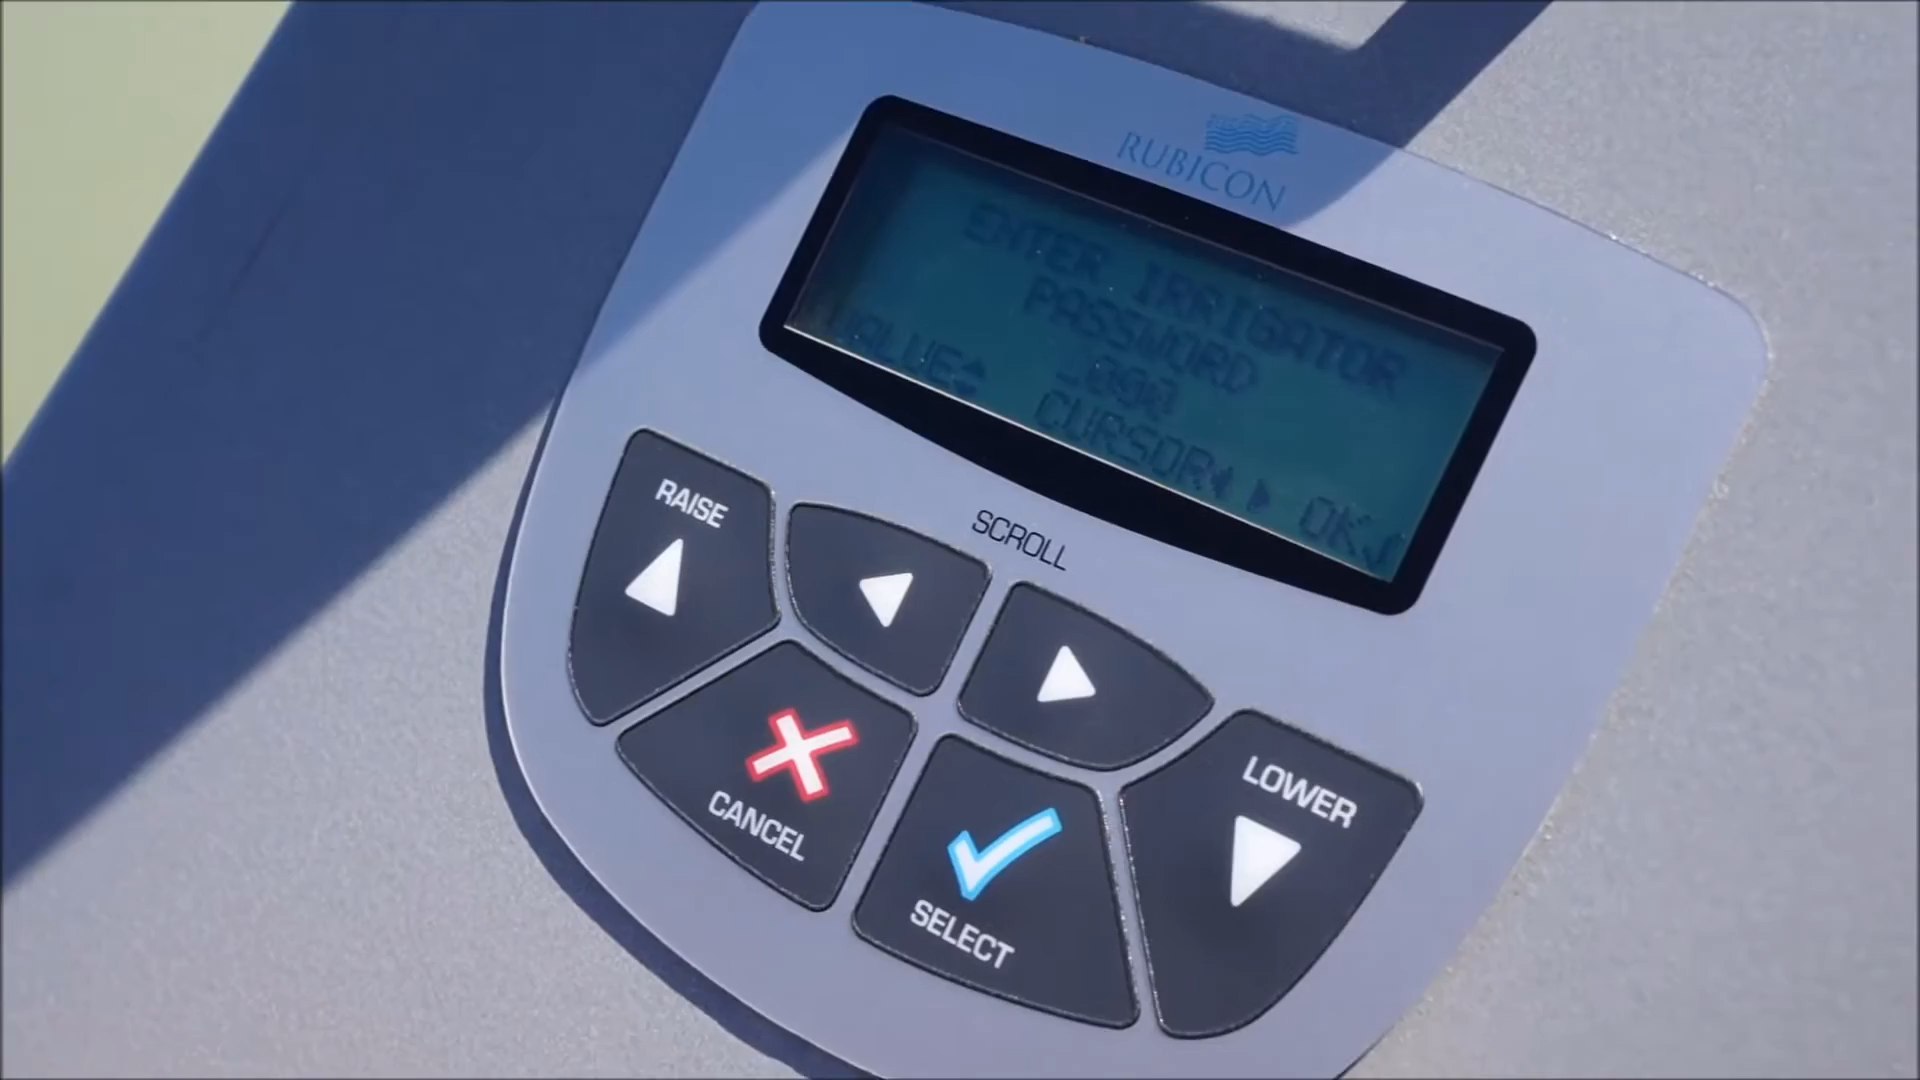 RUBICON
ENTER IRRIGATOR
PASSWORD
VALUE CURSOR OK
SCROLL
RAISE
CANCEL
SELECT
LOWER